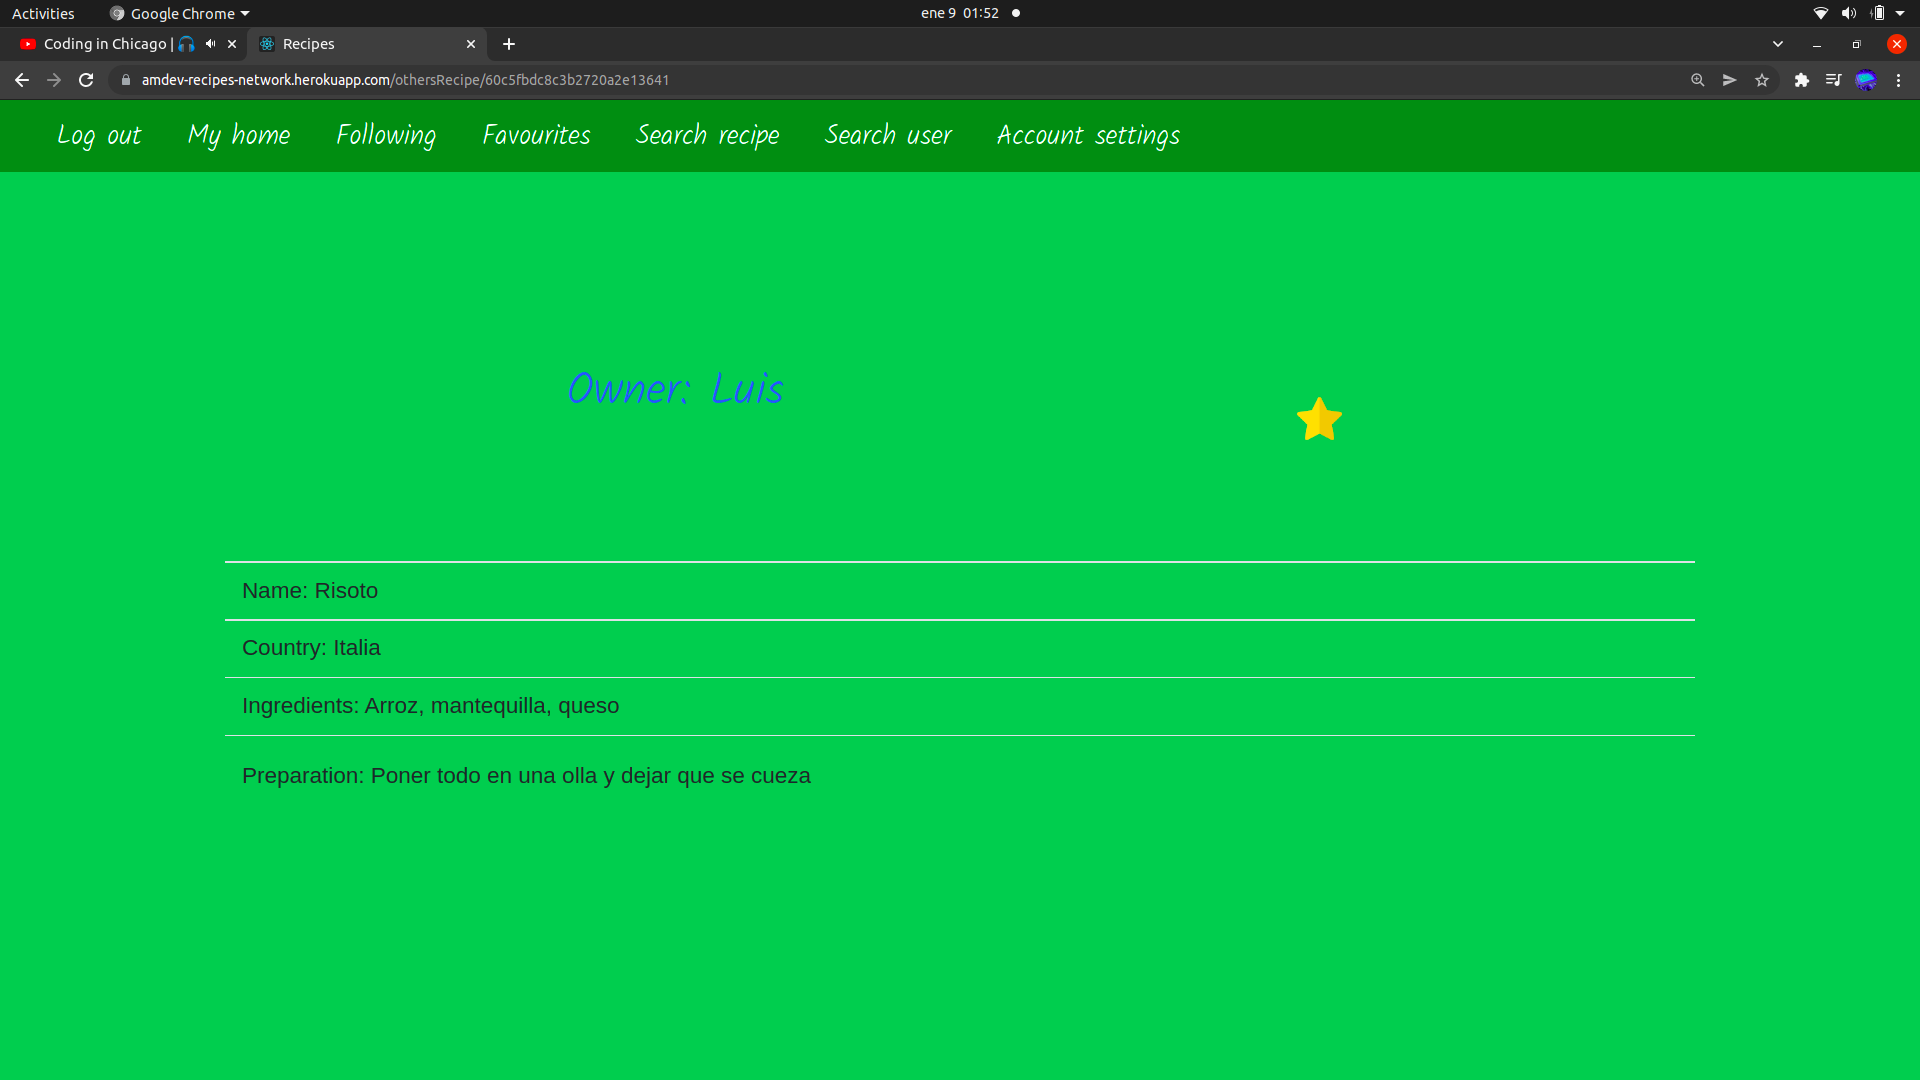 Activities
Google Chrome
ene 9 01:52
Coding in Chicago |
Recipes
amdev-recipes-network.herokuapp.com/othersRecipe/60c5fbdc8c3b2720a2e13641
Log out
My home
Following
Favourites
Search recipe
Search user
Account settings
Owner: Luis
Name: Risoto
Country: Italia
Ingredients: Arroz, mantequilla, queso
Preparation: Poner todo en una olla y dejar que se cueza